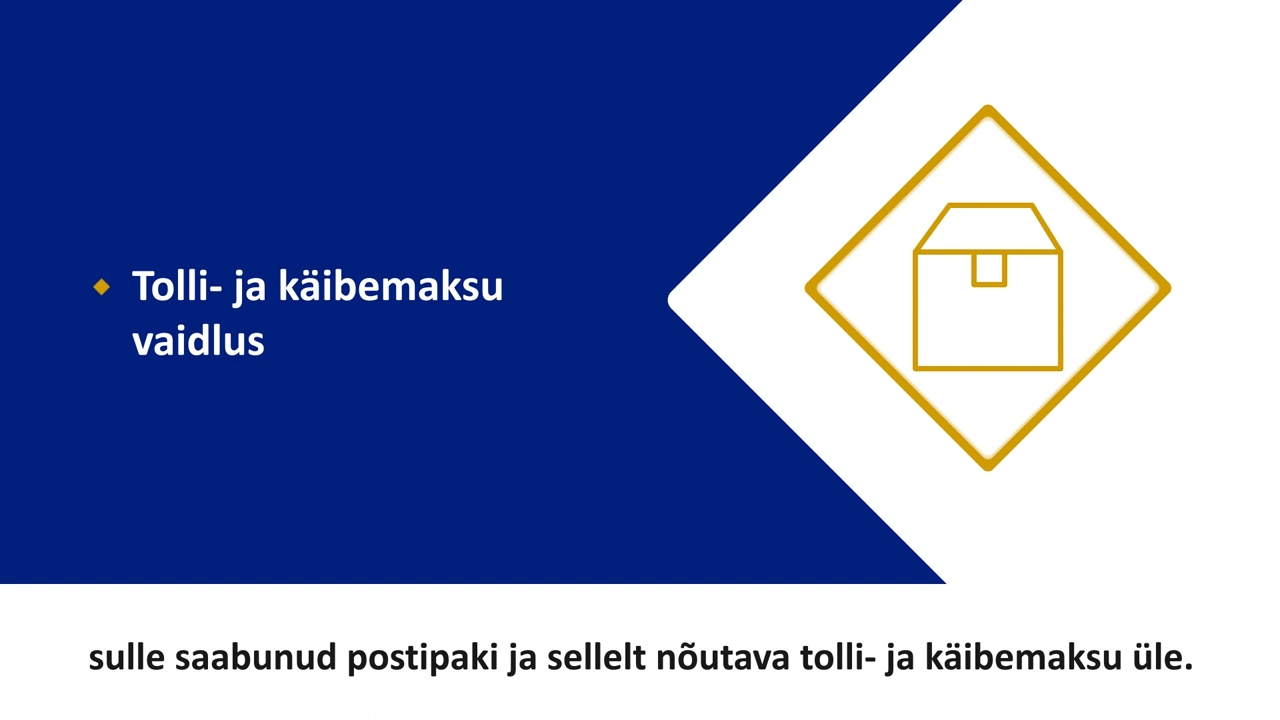 Tolli- ja käibemaksu
vaidlus
sulle saabunud postipaki ja sellelt nõutava tolli- ja käibemaksu üle.